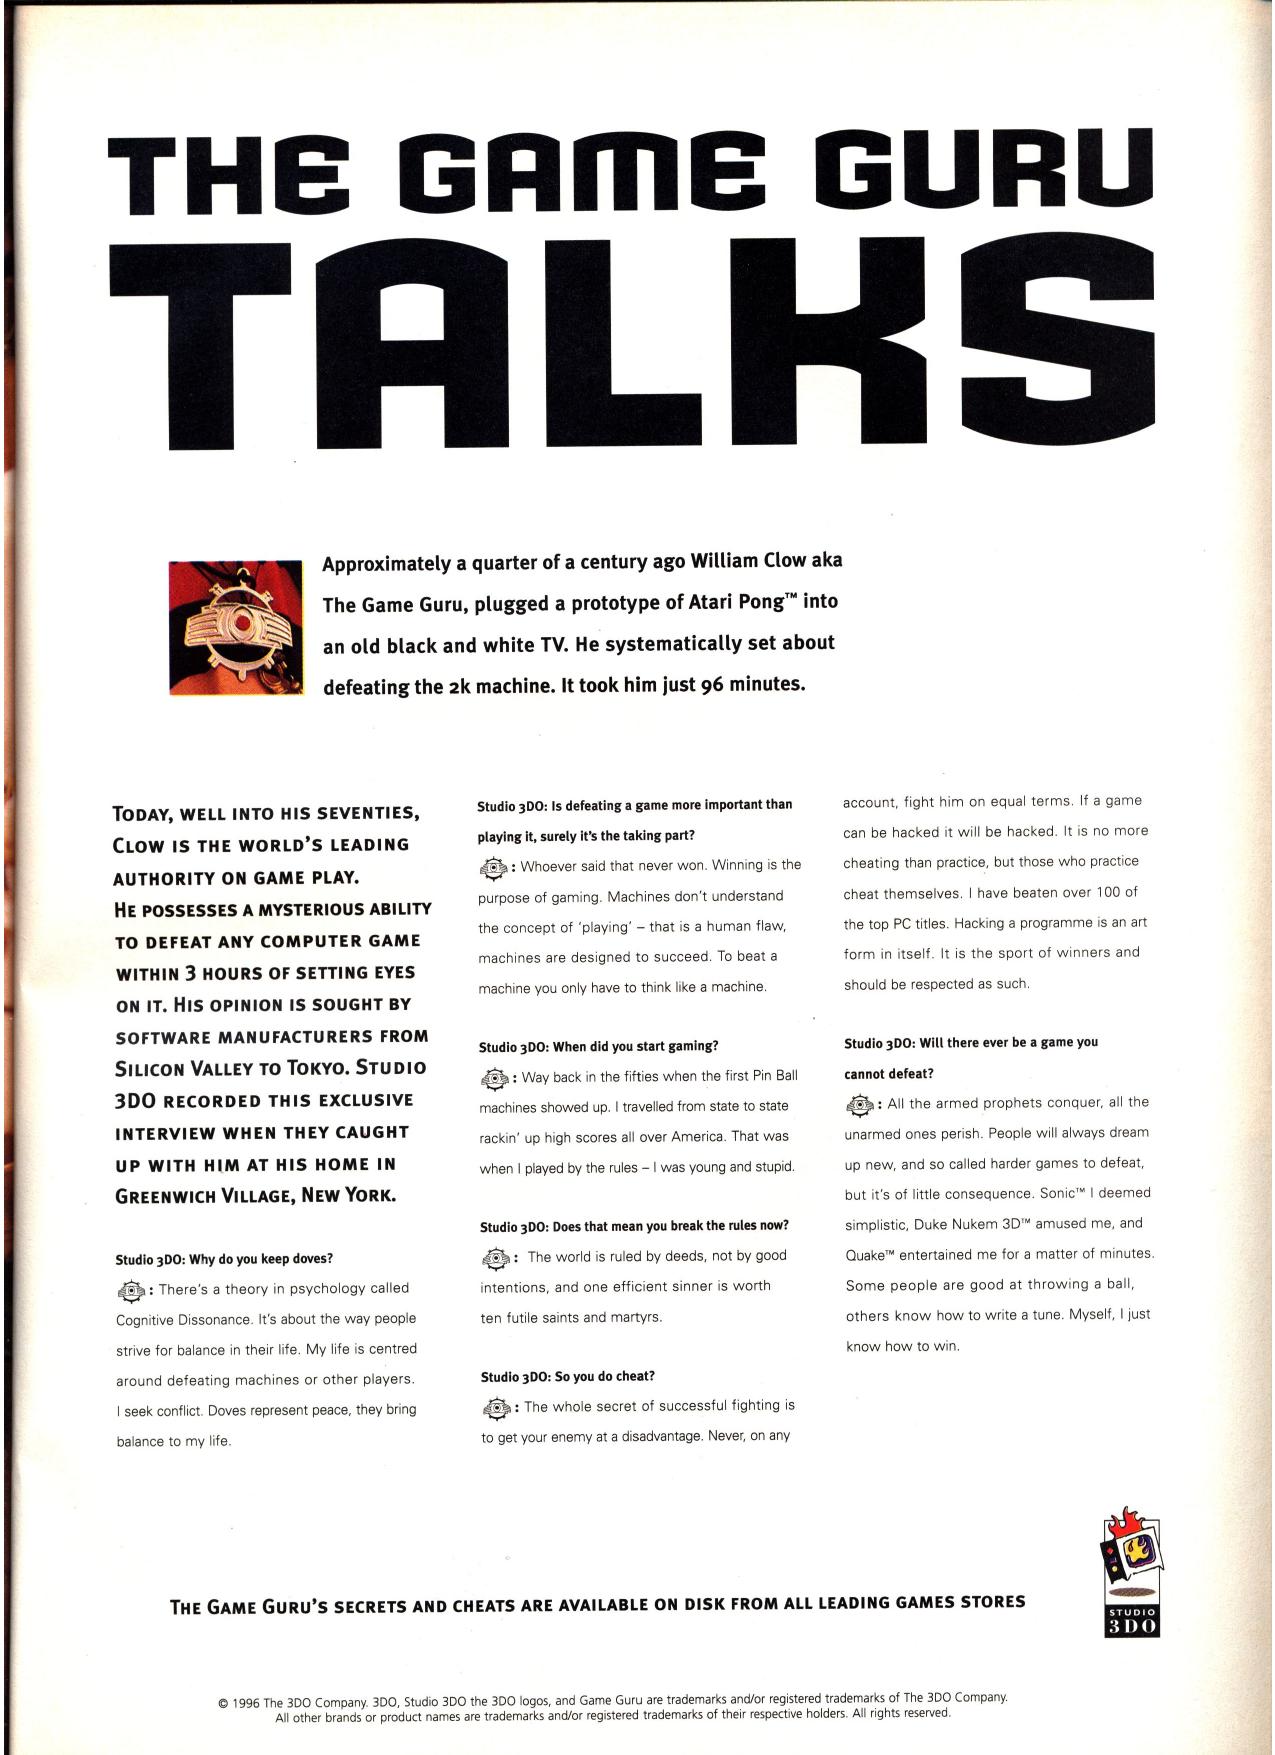 THE GAME GURU
TALKS
Approximately a quarter of a century ago William Clow aka
The Game Guru, plugged a prototype of Atari Pong™ into
an old black and white TV. He systematically set about
defeating the 2k machine. It took him just 96 minutes.
TODAY, WELL INTO HIS SEVENTIES,
CLOW IS THE WORLD'S LEADING
AUTHORITY ON GAME PLAY.
HE POSSESSES A MYSTERIOUS ABILITY
TO DEFEAT ANY COMPUTER GAME
WITHIN 3 HOURS OF SETTING EYES
ON IT. HIS OPINION IS SOUGHT BY
SOFTWARE MANUFACTURERS FROM
SILICON VALLEY TO TOKYO. STUDIO
3DO RECORDED THIS EXCLUSIVE
INTERVIEW WHEN THEY CAUGHT
UP WITH HIM AT HIS HOME IN
GREENWICH VILLAGE, NEW YORK.
Studio 3DO: Why do you keep doves?
: There's a theory in psychology called
Cognitive Dissonance. It's about the way people
strive for balance in their life. My life is centred
around defeating machines or other players.
I seek conflict. Doves represent peace, they bring
balance to my life.
Studio 3DO: Is defeating a game more important than
playing it, surely it's the taking part?
: Whoever said that never won. Winning is the
purpose of gaming. Machines don't understand
the concept of 'playing' – that is a human flaw,
machines are designed to succeed. To beat a
machine you only have to think like a machine.
Studio 3DO: When did you start gaming?
: Way back in the fifties when the first Pin Ball
machines showed up. I travelled from state to state
rackin' up high scores all over America. That was
when I played by the rules – I was young and stupid.
Studio 3DO: Does that mean you break the rules now?
: The world is ruled by deeds, not by good
intentions, and one efficient sinner is worth
ten futile saints and martyrs.
Studio 3DO: So you do cheat?
: The whole secret of successful fighting is
to get your enemy at a disadvantage. Never, on any
account, fight him on equal terms. If a game
can be hacked it will be hacked. It is no more
cheating than practice, but those who practice
cheat themselves. I have beaten over 100 of
the top PC titles. Hacking a programme is an art
form in itself. It is the sport of winners and
should be respected as such.
Studio 3DO: Will there ever be a game you
cannot defeat?
: All the armed prophets conquer, all the
unarmed ones perish. People will always dream
up new, and so called harder games to defeat,
but it's of little consequence. Sonic™ I deemed
simplistic, Duke Nukem 3D™ amused me, and
Quake™ entertained me for a matter of minutes.
Some people are good at throwing a ball,
others know how to write a tune. Myself, I just
know how to win.
THE GAME GURU'S SECRETS AND CHEATS ARE AVAILABLE ON DISK FROM ALL LEADING GAMES STORES
STUDIO
3DO
© 1996 The 3DO Company. 3DO, Studio 3DO the 3DO logos, and Game Guru are trademarks and/or registered trademarks of The 3DO Company.
All other brands or product names are trademarks and/or registered trademarks of their respective holders. All rights reserved.